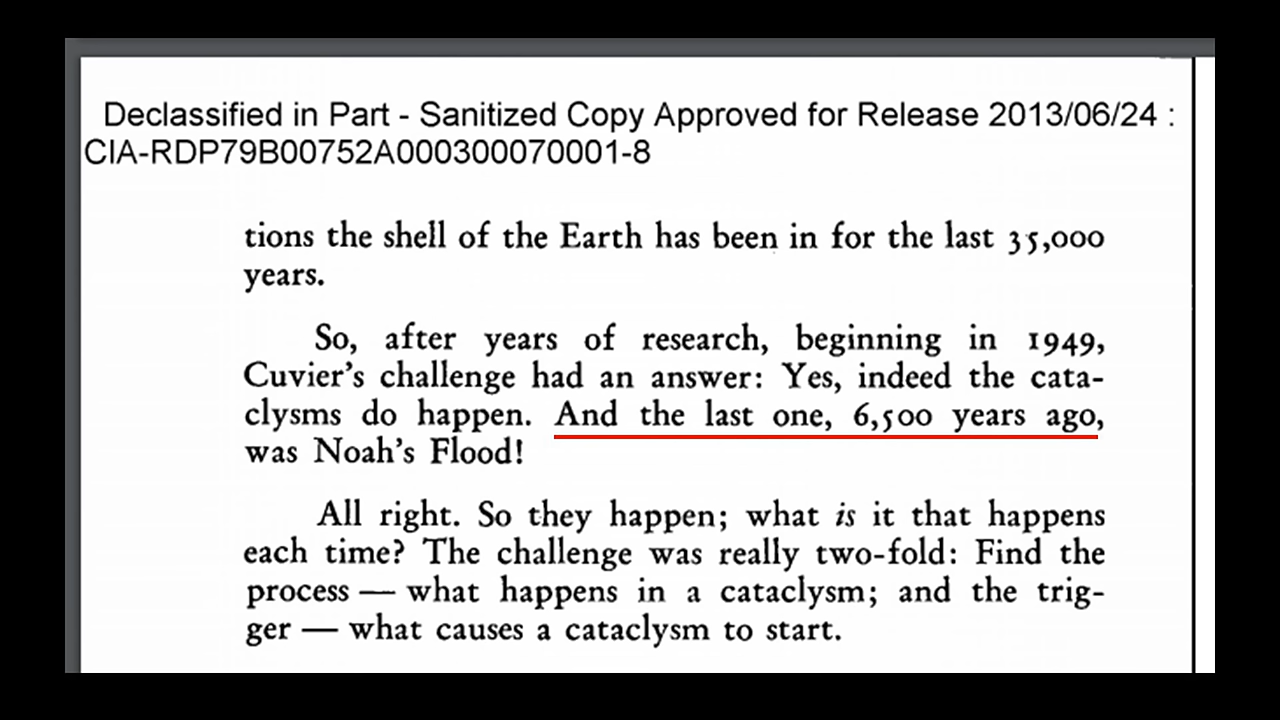 Declassified in Part - Sanitized Copy Approved for Release 2013/06/24 :
CIA-RDP79B00752A000300070001-8
tions the shell of the Earth has been in for the last 35,000
years.
So, after years of research, beginning in 1949,
Cuvier's challenge had an answer: Yes, indeed the cata-
clysms do happen. And the last one, 6,500 years ago,
was Noah's Flood!
All right. So they happen; what is it that happens
each time? The challenge was really two-fold: Find the
process — what happens in a cataclysm; and the trig-
ger — what causes a cataclysm to start.